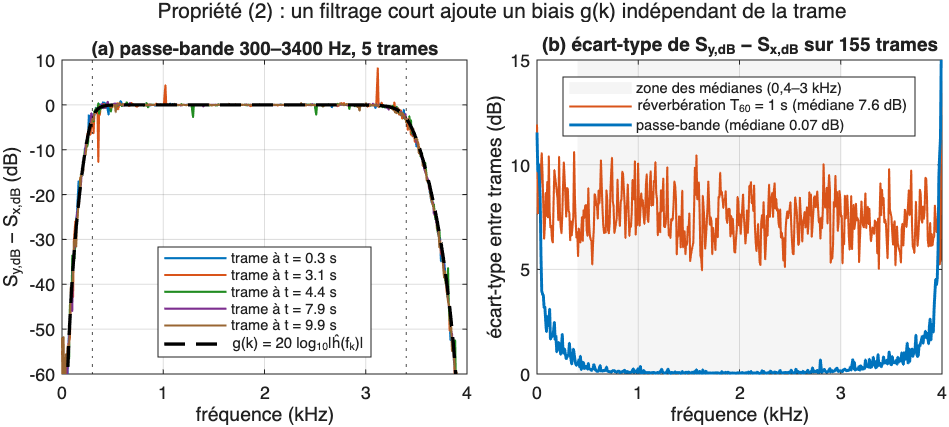 Propriété (2) : un filtrage court ajoute un biais g(k) indépendant de la trame
(a) passe-bande 300–3400 Hz, 5 trames
10
0
-10
-20
-30
-40
-50
-60
S_y,dB – S_x,dB (dB)
trame à t = 0.3 s
trame à t = 3.1 s
trame à t = 4.4 s
trame à t = 7.9 s
trame à t = 9.9 s
g(k) = 20 log₁₀|ĥ(f_k)|
0
1
2
3
4
fréquence (kHz)
(b) écart-type de S_y,dB – S_x,dB sur 155 trames
15
10
5
0
écart-type entre trames (dB)
zone des médianes (0,4–3 kHz)
réverbération T₆₀ = 1 s (médiane 7.6 dB)
passe-bande (médiane 0.07 dB)
0
1
2
3
4
fréquence (kHz)